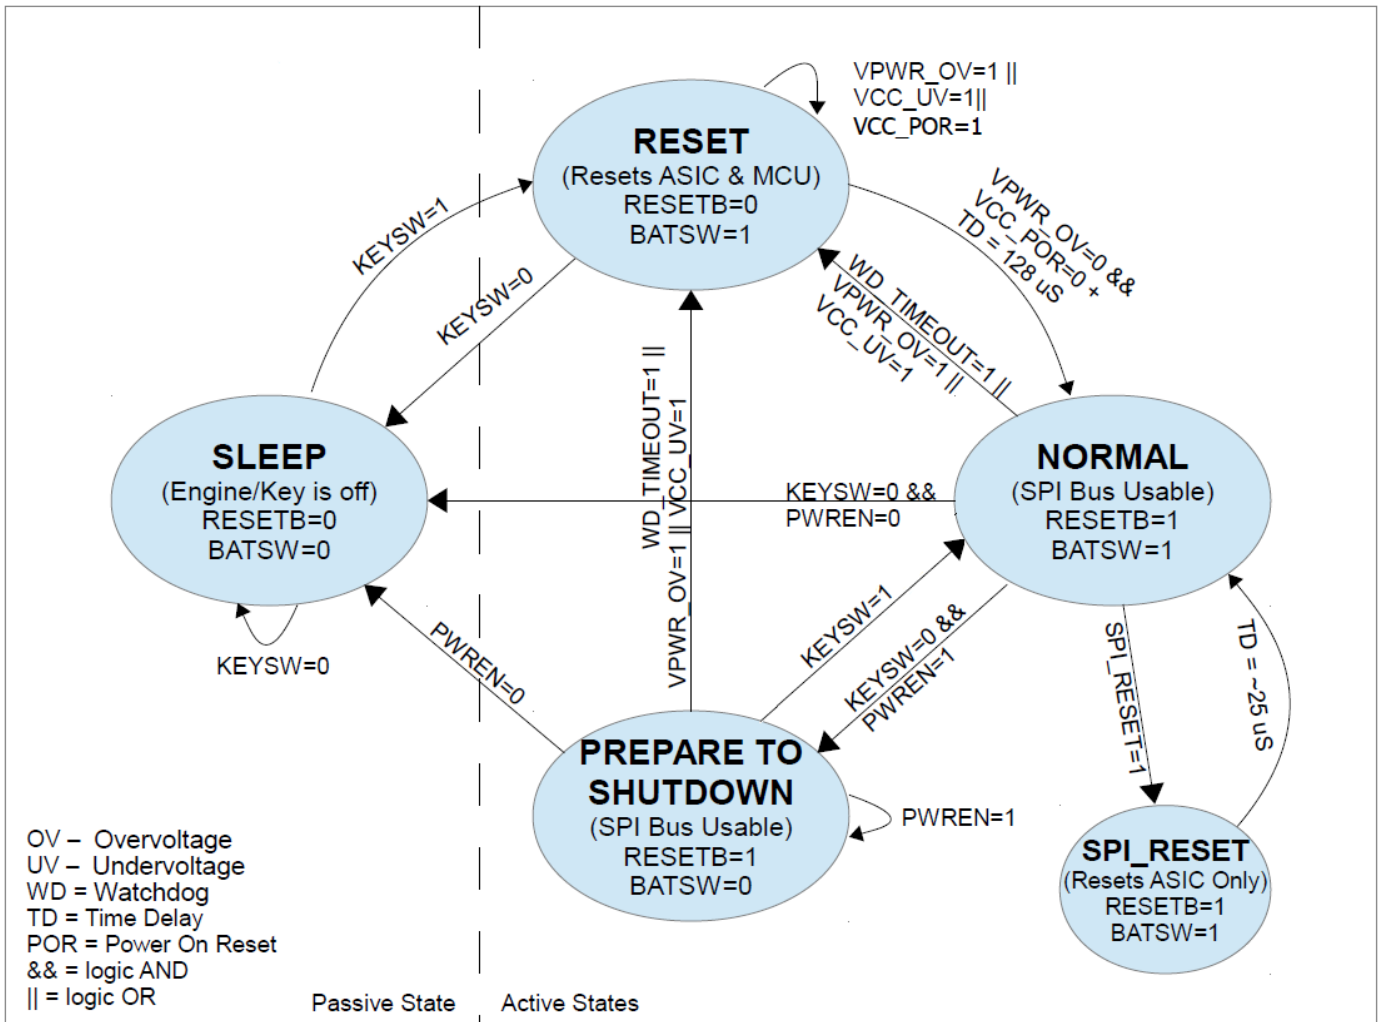 VPWR_OV=1 ||
VCC_UV=1||
VCC_POR=1
RESET
(Resets ASIC & MCU)
RESETB=0
BATSW=1
VPWR_OV=0 &&
VCC_POR=0 +
TD = 128 uS
KEYSW=1
KEYSW=0
WD_TIMEOUT=1 ||
VPWR_OV=1 ||
VCC_UV=1
WD_TIMEOUT=1 ||
VPWR_OV=1 || VCC_UV=1
SLEEP
(Engine/Key is off)
RESETB=0
BATSW=0
KEYSW=0 &&
PWREN=0
NORMAL
(SPI Bus Usable)
RESETB=1
BATSW=1
KEYSW=0
PWREN=0
KEYSW=1
KEYSW=0 &&
PWREN=1
SPI_RESET=1
TD = ~25 uS
PREPARE TO
SHUTDOWN
(SPI Bus Usable)
RESETB=1
BATSW=0
PWREN=1
SPI_RESET
(Resets ASIC Only)
RESETB=1
BATSW=1
OV – Overvoltage
UV – Undervoltage
WD = Watchdog
TD = Time Delay
POR = Power On Reset
&& = logic AND
|| = logic OR
Passive State
Active States